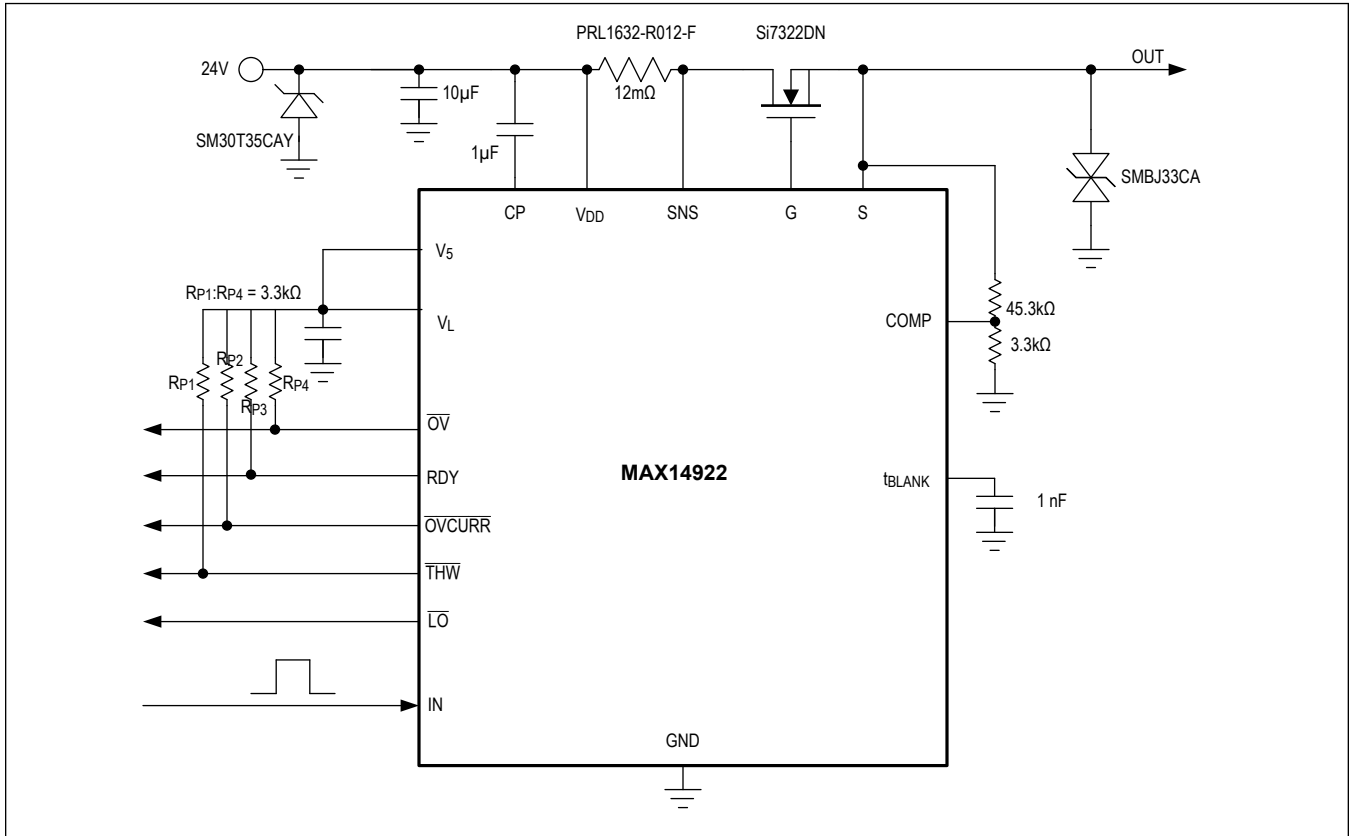 PRL1632-R012-F
Si7322DN
24V
OUT
10µF
12mΩ
SM30T35CAY
1µF
SMBJ33CA
CP
VDD
SNS
G
S
V5
RP1:RP4 = 3.3kΩ
VL
45.3kΩ
COMP
3.3kΩ
RP1
RP2
RP3
RP4
OV
RDY
MAX14922
tBLANK
1 nF
OVCURR
THW
LO
IN
GND